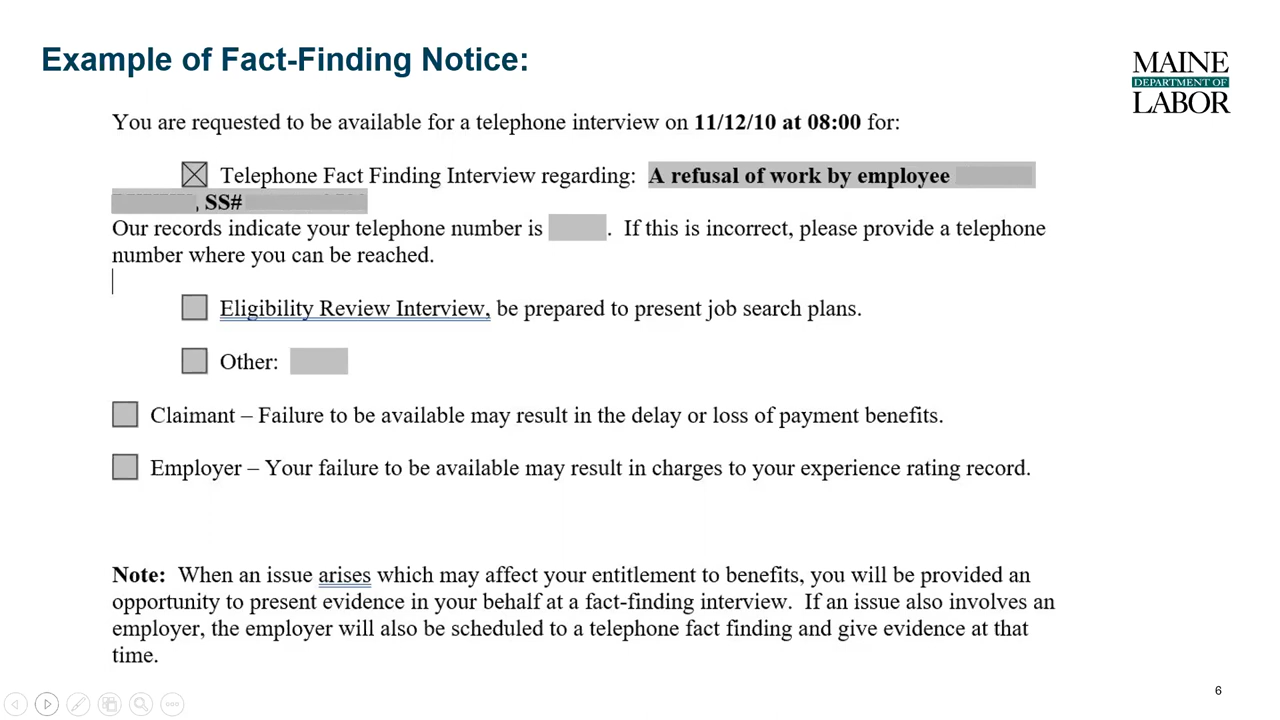 Example of Fact-Finding Notice:
MAINE
DEPARTMENT OF
LABOR
You are requested to be available for a telephone interview on 11/12/10 at 08:00 for:
Telephone Fact Finding Interview regarding: A refusal of work by employee
, SS#
Our records indicate your telephone number is . If this is incorrect, please provide a telephone
number where you can be reached.
Eligibility Review Interview, be prepared to present job search plans.
Other:
Claimant – Failure to be available may result in the delay or loss of payment benefits.
Employer – Your failure to be available may result in charges to your experience rating record.
Note: When an issue arises which may affect your entitlement to benefits, you will be provided an
opportunity to present evidence in your behalf at a fact-finding interview. If an issue also involves an
employer, the employer will also be scheduled to a telephone fact finding and give evidence at that
time.
6